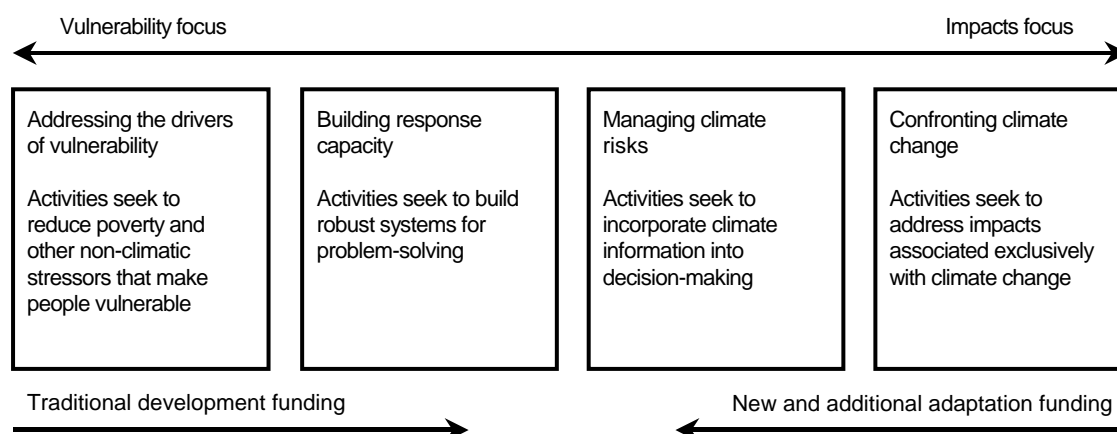 Vulnerability focus
Impacts focus
Addressing the drivers
of vulnerability
Activities seek to
reduce poverty and
other non-climatic
stressors that make
people vulnerable
Building response
capacity
Activities seek to build
robust systems for
problem-solving
Managing climate
risks
Activities seek to
incorporate climate
information into
decision-making
Confronting climate
change
Activities seek to
address impacts
associated exclusively
with climate change
Traditional development funding
New and additional adaptation funding